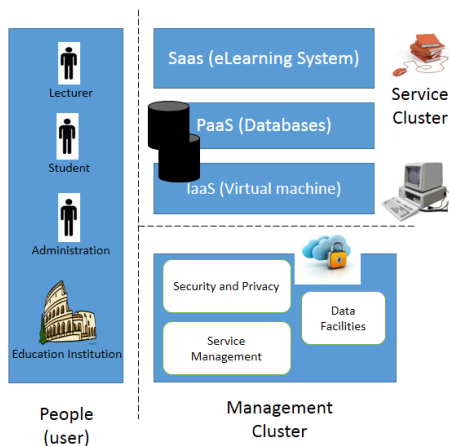 Lecturer
Student
Administration
Education Institution
People
(user)
Saas (eLearning System)
PaaS (Databases)
IaaS (Virtual machine)
Service
Cluster
Security and Privacy
Service
Management
Data
Facilities
Management
Cluster